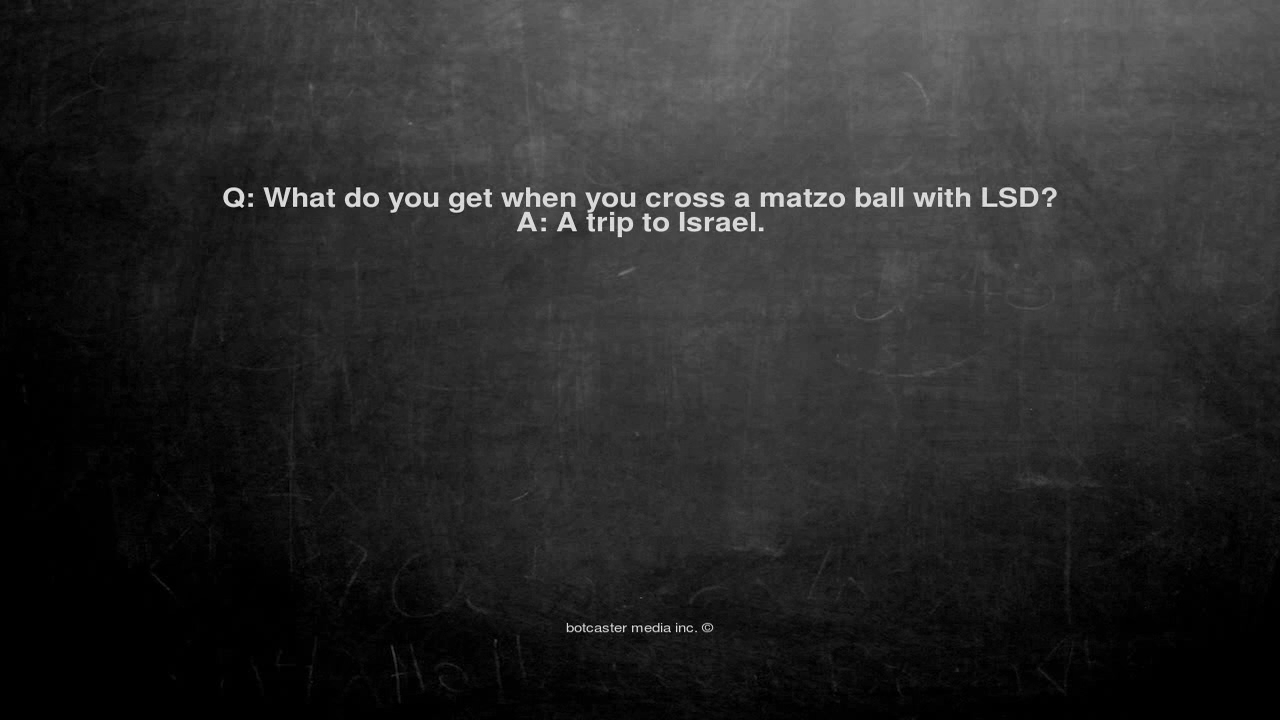 Q: What do you get when you cross a matzo ball with LSD?
A: A trip to Israel.
botcaster media inc. ©